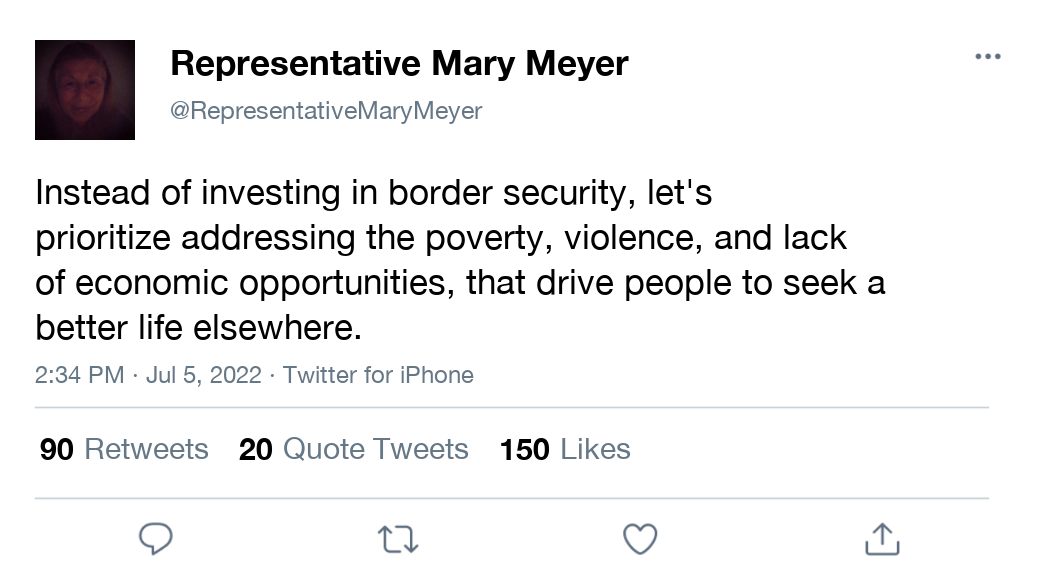 Representative Mary Meyer
@RepresentativeMaryMeyer
Instead of investing in border security, let's
prioritize addressing the poverty, violence, and lack
of economic opportunities, that drive people to seek a
better life elsewhere.
2:34 PM · Jul 5, 2022 · Twitter for iPhone
90 Retweets 20 Quote Tweets 150 Likes